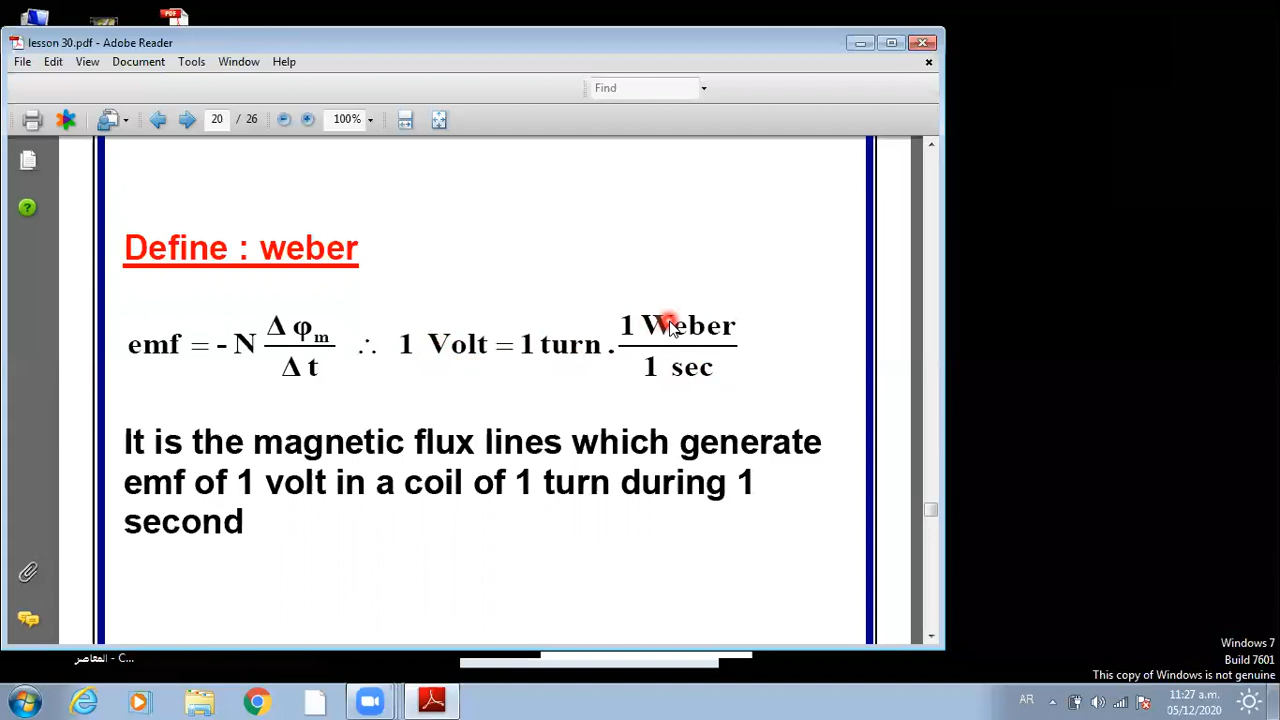 lesson 30.pdf - Adobe Reader
File Edit View Document Tools Window Help
Find
20 / 26 100%
Define : weber
emf = - N Δ φm / Δ t ∴ 1 Volt = 1 turn . 1 Weber / 1 sec
It is the magnetic flux lines which generate
emf of 1 volt in a coil of 1 turn during 1
second
المعاصر - C...
Windows 7
Build 7601
This copy of Windows is not genuine
AR 11:27 a.m.
05/12/2020